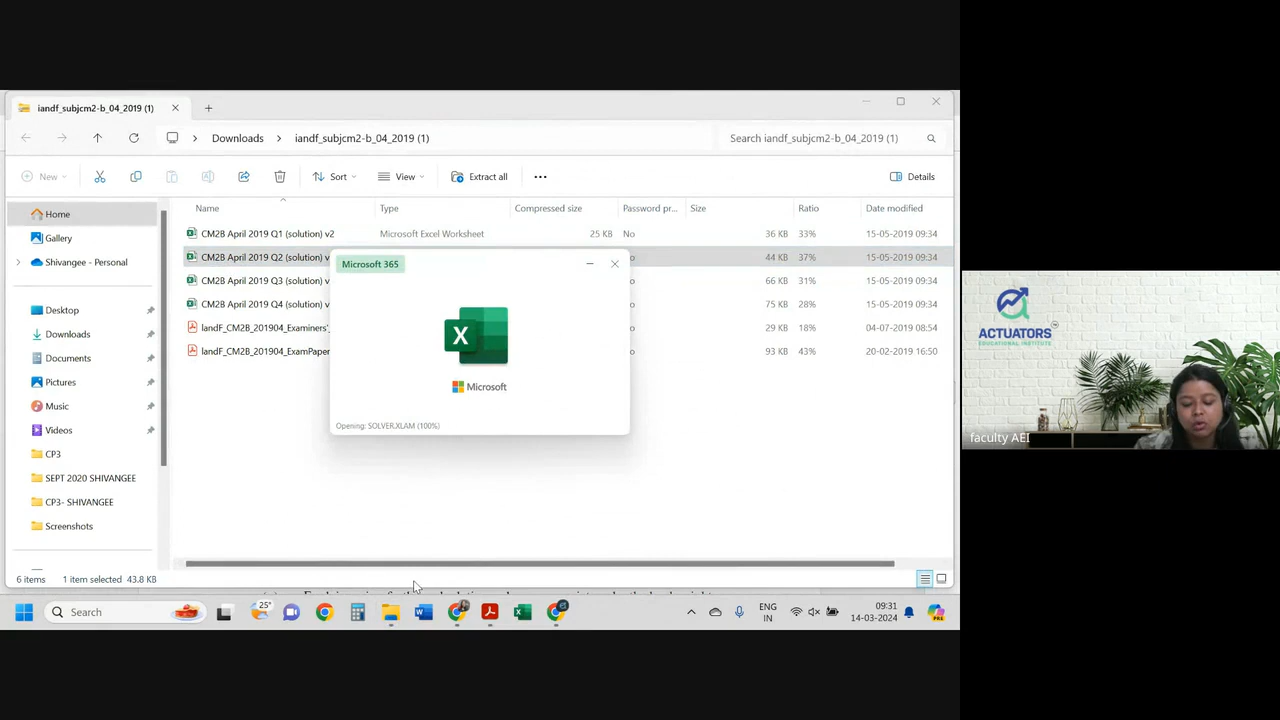 iandf_subjcm2-b_04_2019 (1)
Downloads > iandf_subjcm2-b_04_2019 (1)
Search iandf_subjcm2-b_04_2019 (1)
New
Sort
View
Extract all
Details
Name Type Compressed size Password pr... Size Ratio Date modified
CM2B April 2019 Q1 (solution) v2 Microsoft Excel Worksheet 25 KB No 36 KB 33% 15-05-2019 09:34
CM2B April 2019 Q2 (solution) v 44 KB 37% 15-05-2019 09:34
CM2B April 2019 Q3 (solution) v 66 KB 31% 15-05-2019 09:34
CM2B April 2019 Q4 (solution) v 75 KB 28% 15-05-2019 09:34
IandF_CM2B_201904_Examiners' 29 KB 18% 04-07-2019 08:54
IandF_CM2B_201904_ExamPaper 93 KB 43% 20-02-2019 16:50
Home
Gallery
Shivangee - Personal
Desktop
Downloads
Documents
Pictures
Music
Videos
CP3
SEPT 2020 SHIVANGEE
CP3- SHIVANGEE
Screenshots
Microsoft 365
X
Microsoft
Opening: SOLVER.XLAM (100%)
6 items 1 item selected 43.8 KB
Search
25°
ENG
IN
09:31
14-03-2024
ACTUATORS
EDUCATIONAL INSTITUTE
faculty AEI